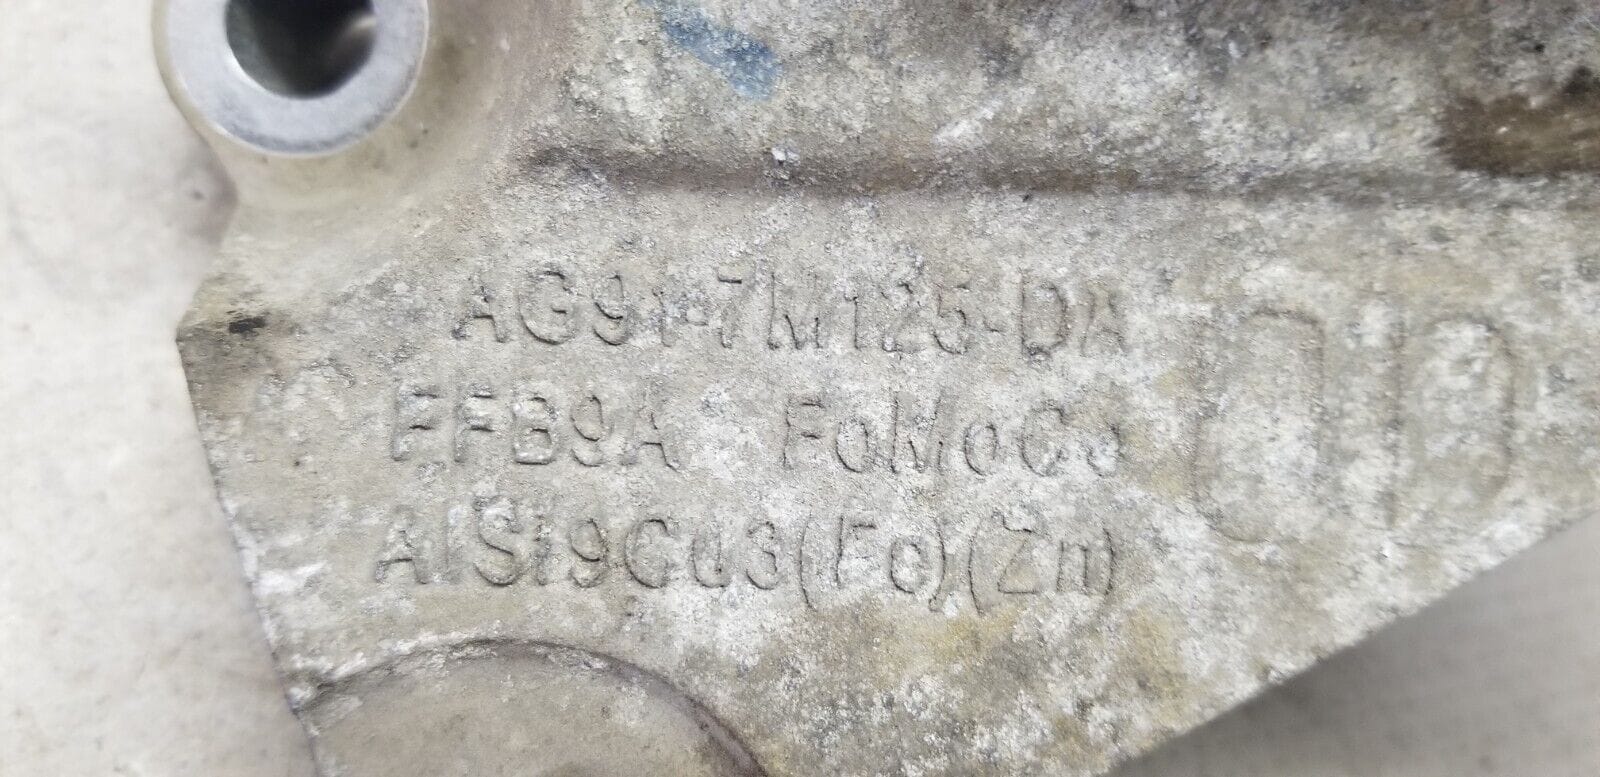 AG91-7M125-DA
FFB9A FoMoCo
AlSi9Cu3(Fe)(Zn)